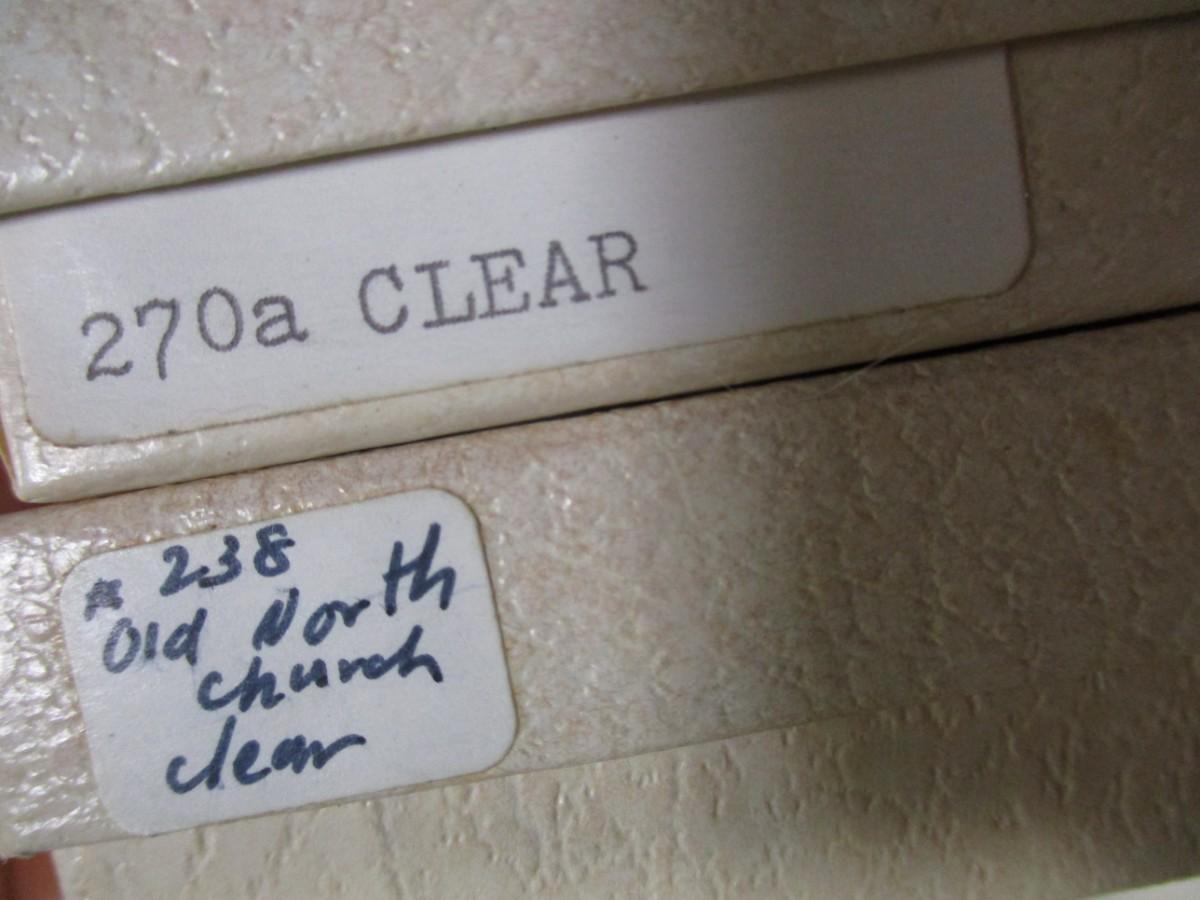 270a CLEAR
* 238
Old North
church
clear